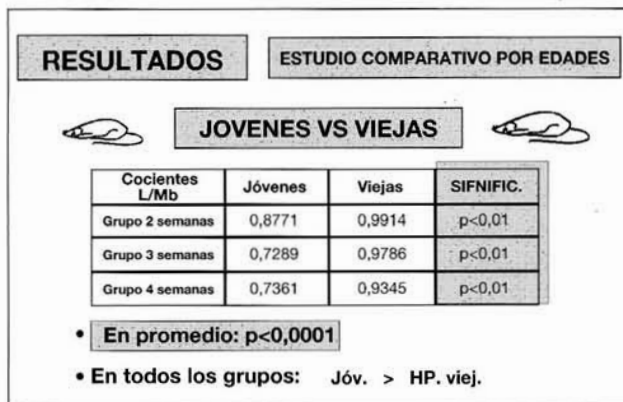 RESULTADOS
ESTUDIO COMPARATIVO POR EDADES
JOVENES VS VIEJAS
Cocientes L/Mb Jóvenes Viejas SIFNIFIC.
Grupo 2 semanas 0,8771 0,9914 p<0,01
Grupo 3 semanas 0,7289 0,9786 p<0,01
Grupo 4 semanas 0,7361 0,9345 p<0,01
• En promedio: p<0,0001
• En todos los grupos: Jóv. > HP. viej.